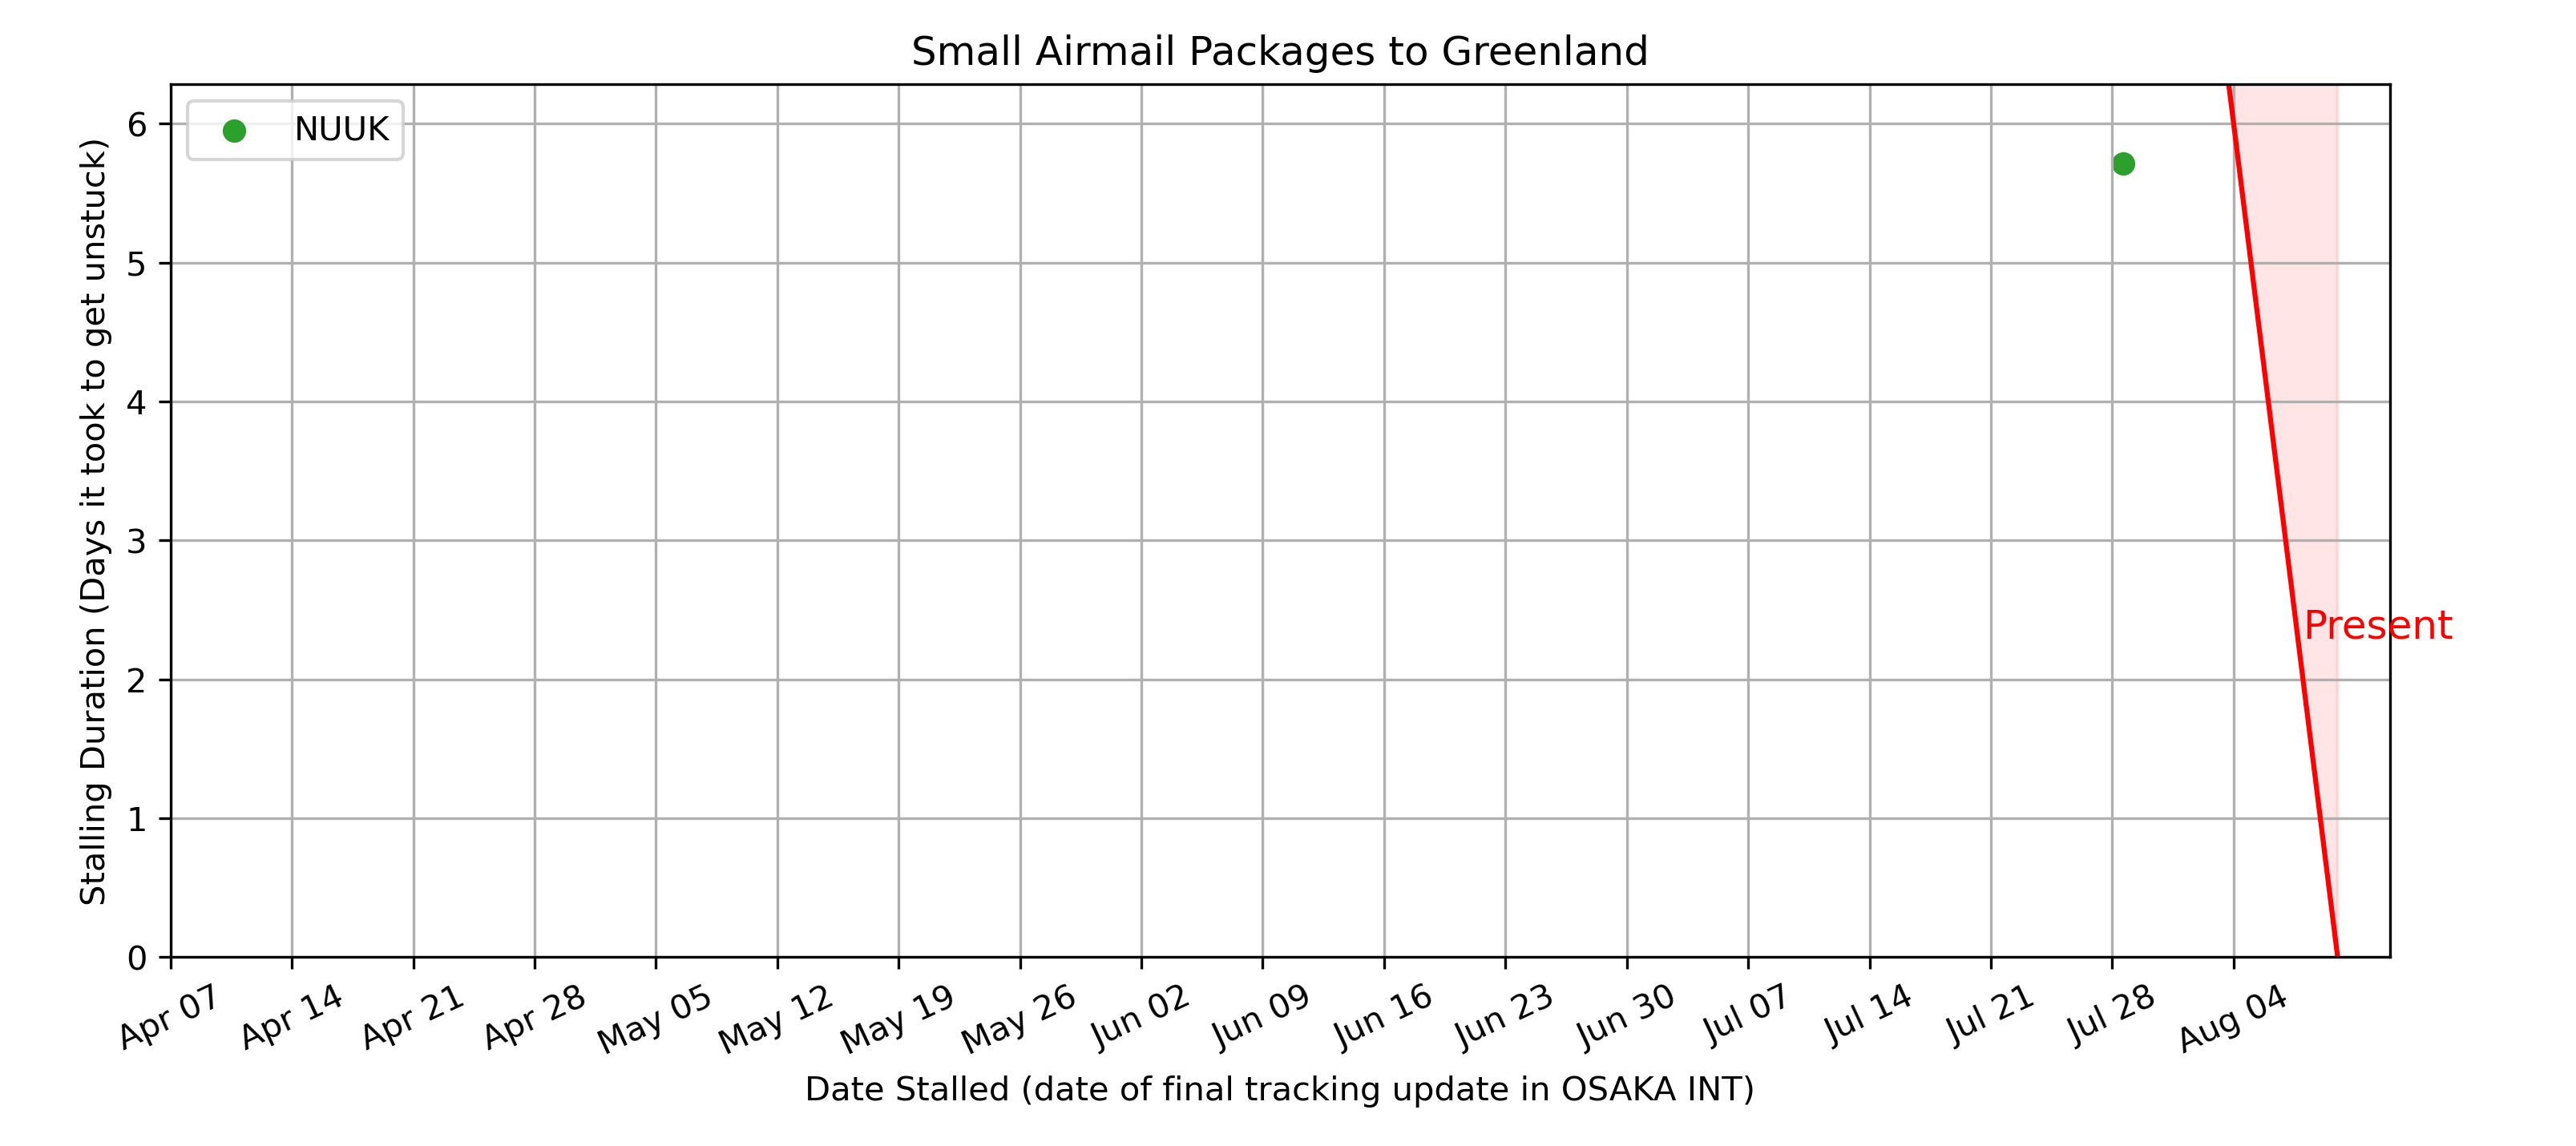 Small Airmail Packages to Greenland
NUUK
Stalling Duration (Days it took to get unstuck)
6
5
4
3
2
1
0
Present
Apr 07
Apr 14
Apr 21
Apr 28
May 05
May 12
May 19
May 26
Jun 02
Jun 09
Jun 16
Jun 23
Jun 30
Jul 07
Jul 14
Jul 21
Jul 28
Aug 04
Date Stalled (date of final tracking update in OSAKA INT)